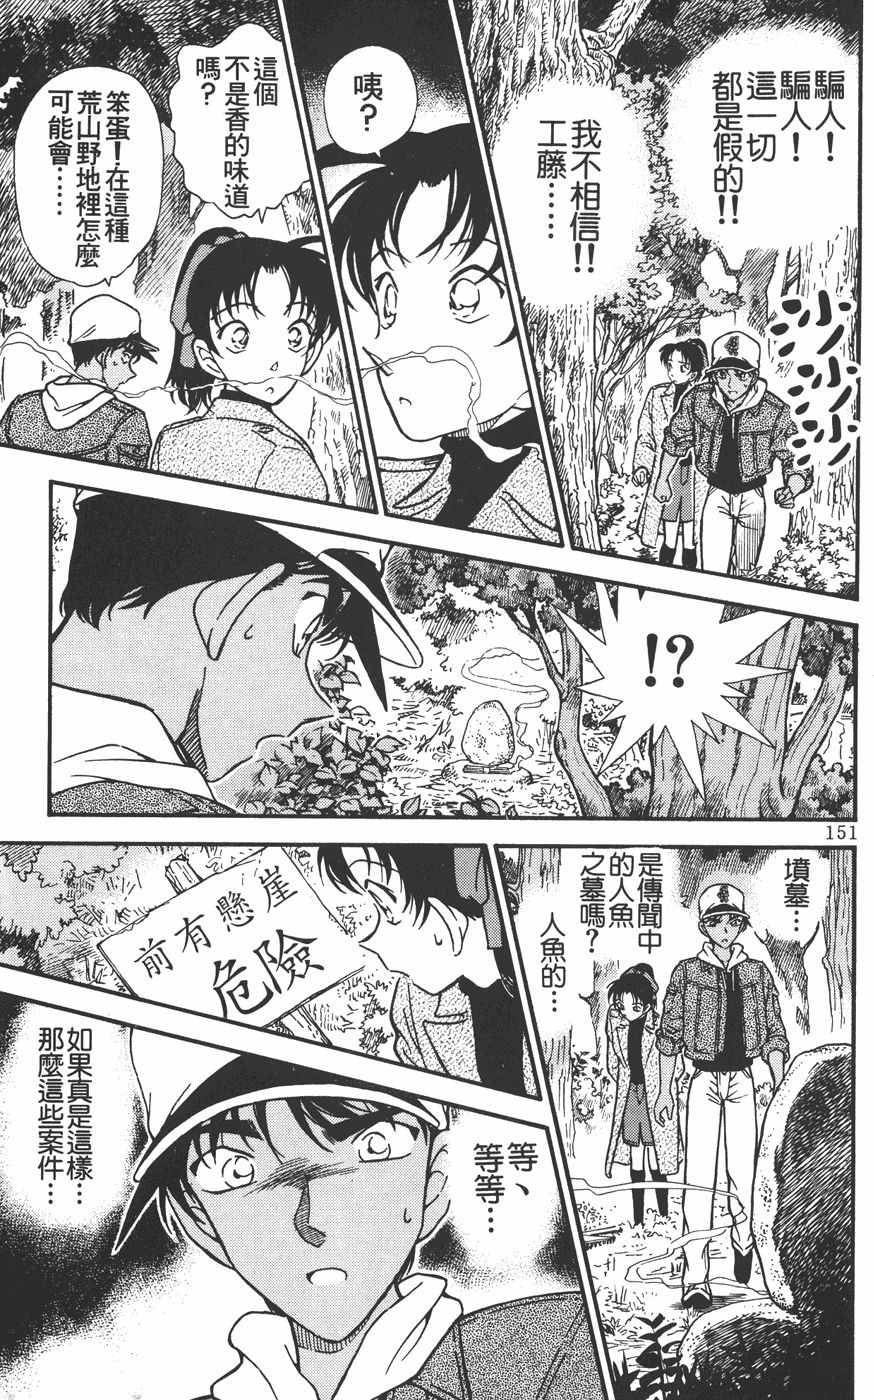 騙人！
騙人！
這一切
都是假的!!
我不相信!!
工藤……
沙
沙
沙
咦？
這個
不是香的味道
嗎？
笨蛋！在這種
荒山野地裡怎麼
可能會……
!?
151
墳墓…
是傳聞中
的人魚
之墓嗎？
人魚的…
前有懸崖
危險
等、
等等…
如果真是這樣…
那麼這些案件…